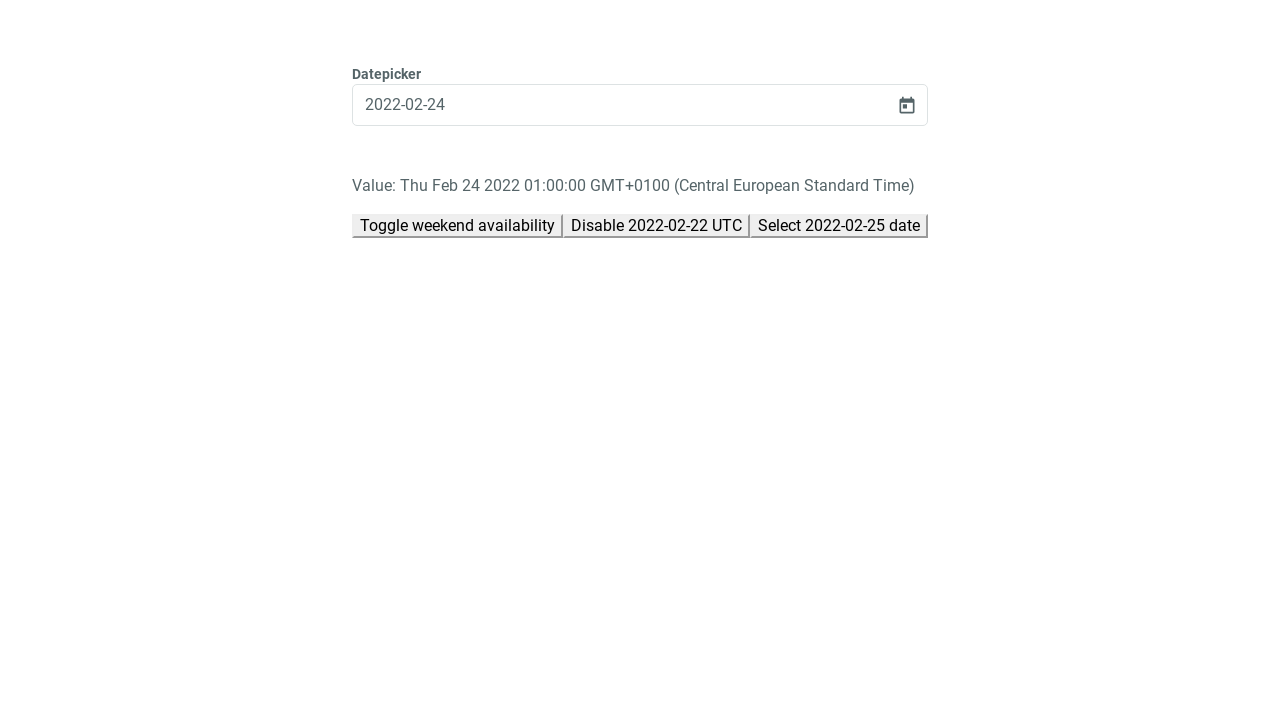 Datepicker
2022-02-24
Value: Thu Feb 24 2022 01:00:00 GMT+0100 (Central European Standard Time)
Toggle weekend availability Disable 2022-02-22 UTC Select 2022-02-25 date